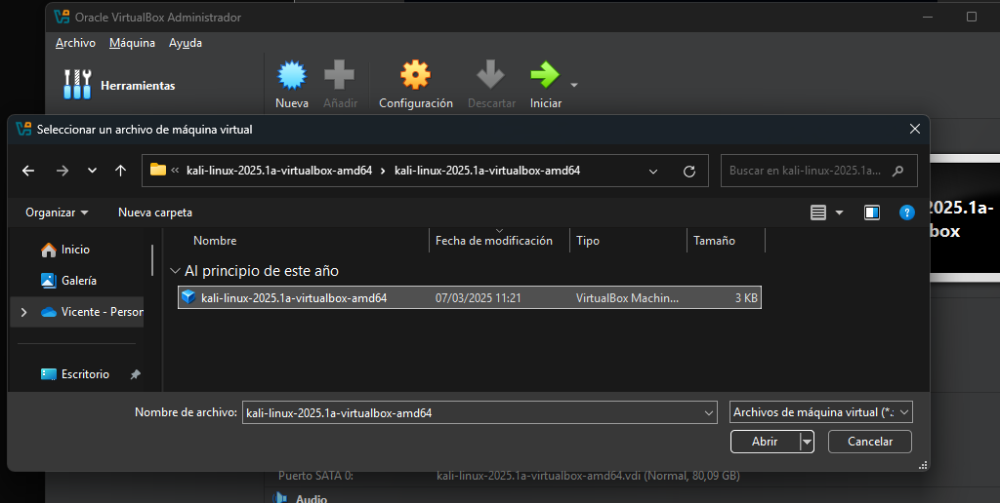 Oracle VirtualBox Administrador
Archivo Máquina Ayuda
Herramientas
Nueva Añadir Configuración Descartar Iniciar
Seleccionar un archivo de máquina virtual
« kali-linux-2025.1a-virtualbox-amd64 › kali-linux-2025.1a-virtualbox-amd64
Buscar en kali-linux-2025.1a...
2025.1a-
box
Organizar Nueva carpeta
Nombre Fecha de modificación Tipo Tamaño
Inicio
Galería
Vicente - Person
Escritorio
Al principio de este año
kali-linux-2025.1a-virtualbox-amd64 07/03/2025 11:21 VirtualBox Machin... 3 KB
Nombre de archivo: kali-linux-2025.1a-virtualbox-amd64 Archivos de máquina virtual (*.
Abrir Cancelar
Puerto SATA 0: kali-linux-2025.1a-virtualbox-amd64.vdi (Normal, 80,09 GB)
Audio